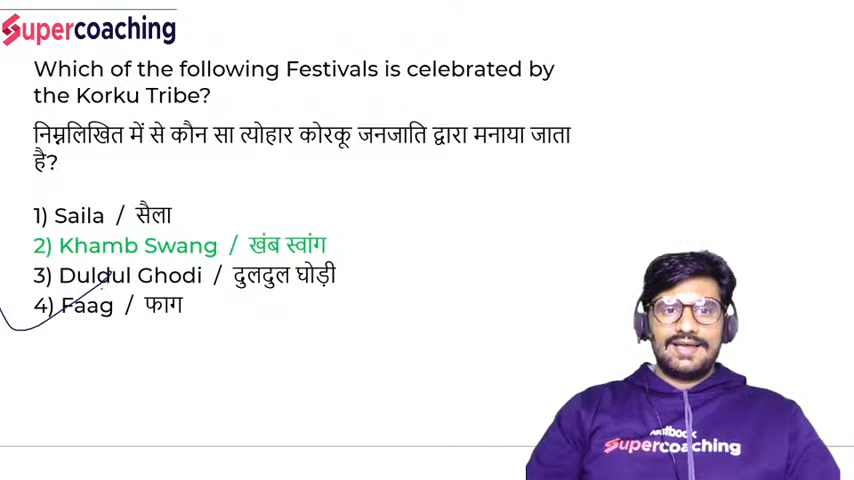 Supercoaching
Which of the following Festivals is celebrated by
the Korku Tribe?
निम्नलिखित में से कौन सा त्योहार कोरकू जनजाति द्वारा मनाया जाता
है?
1) Saila / सैला
2) Khamb Swang / खंब स्वांग
3) Duldul Ghodi / दुलदुल घोड़ी
4) Faag / फाग
testbook
Supercoaching